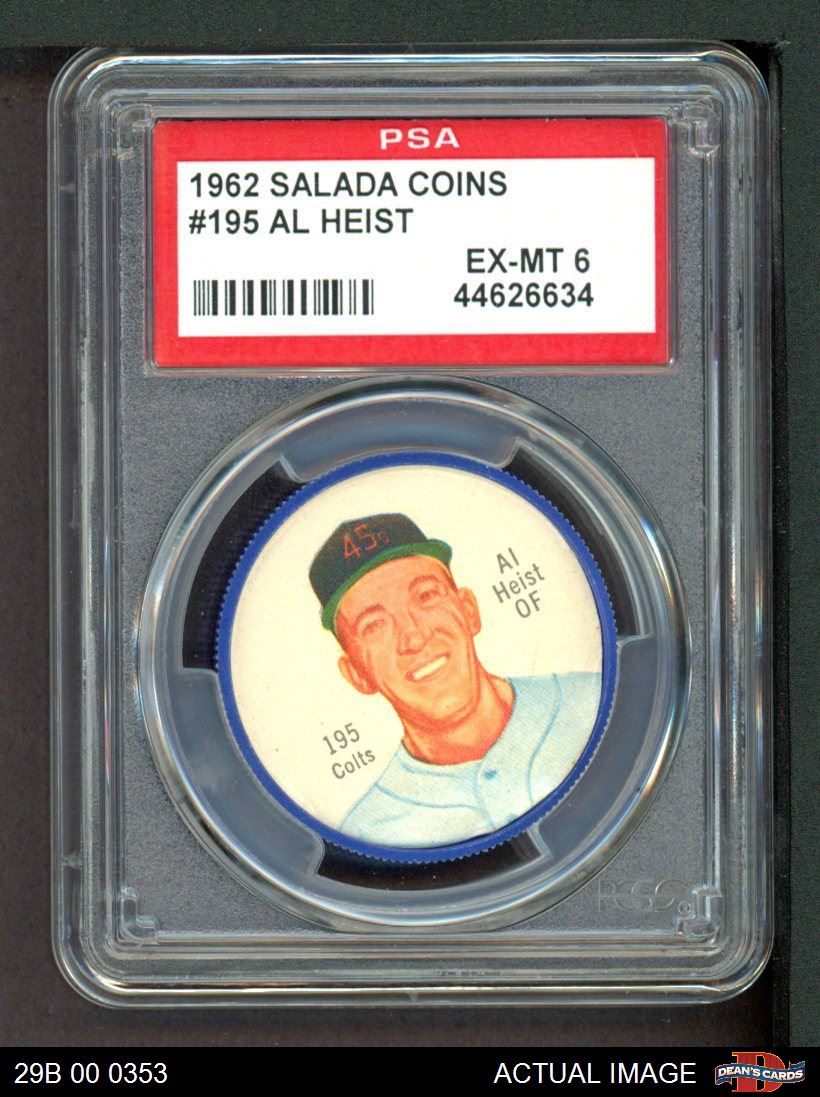 PSA
1962 SALADA COINS
#195 AL HEIST
EX-MT 6
44626634
45s
Al
Heist
OF
195
Colts
PCGS
29B 00 0353
ACTUAL IMAGE
D
DEAN'S CARDS